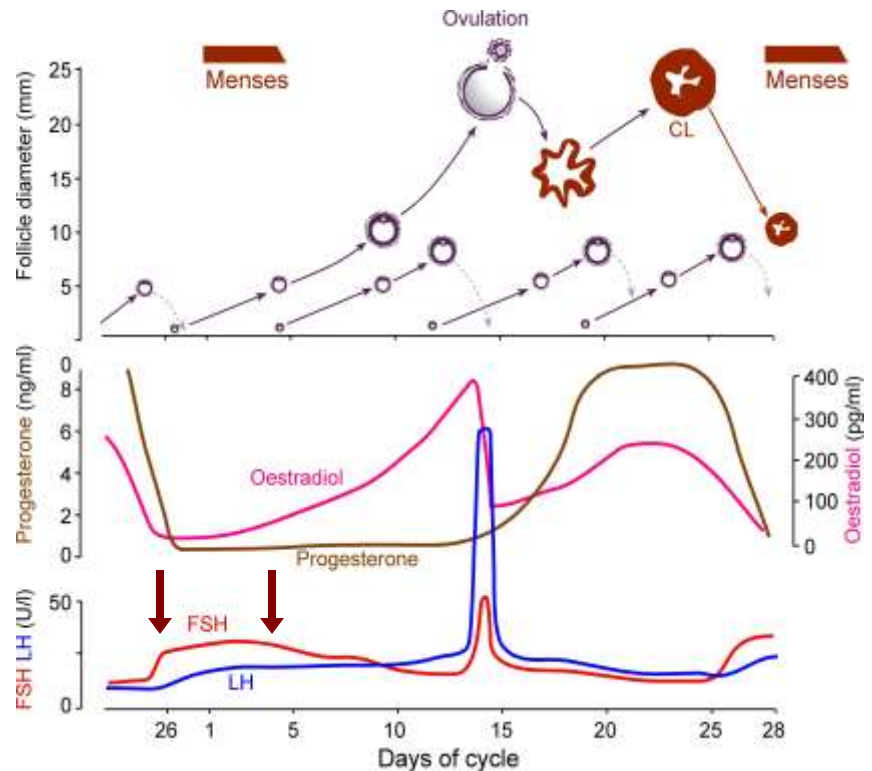 Ovulation
Menses
Menses
CL
Follicle diameter (mm)
25
20
15
10
5
Progesterone (ng/ml)
0
8
6
4
2
0
Oestradiol
Progesterone
400
300
200
100
0
Oestradiol (pg/ml)
FSH LH (U/l)
50
0
FSH
LH
26 1 5 10 15 20 25 28
Days of cycle